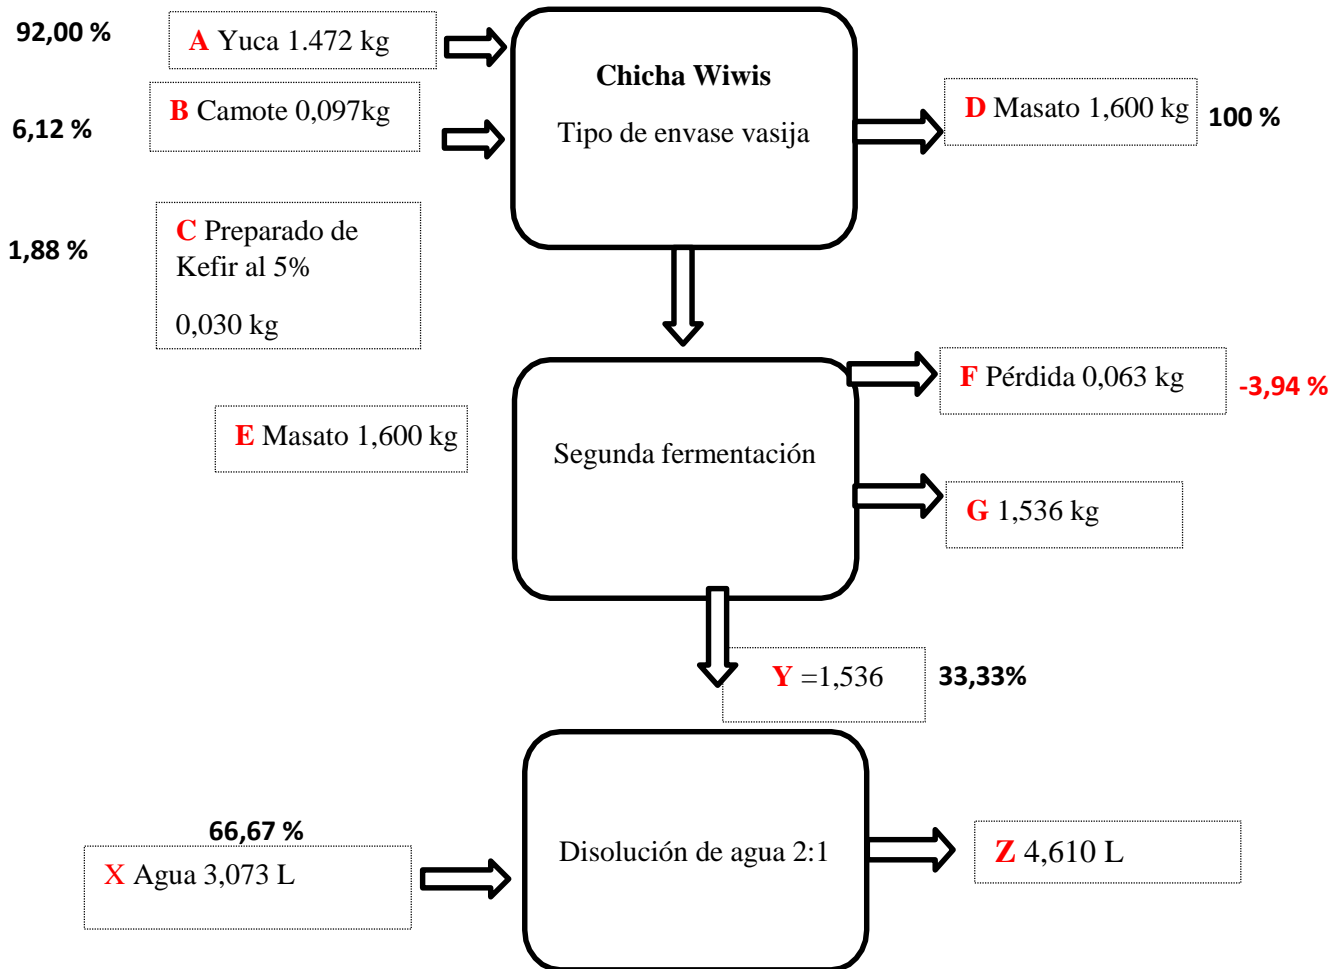 92,00 %
A Yuca 1.472 kg
Chicha Wiwis
Tipo de envase vasija
B Camote 0,097kg
6,12 %
D Masato 1,600 kg
100 %
C Preparado de
Kefir al 5%
0,030 kg
1,88 %
F Pérdida 0,063 kg
-3,94 %
E Masato 1,600 kg
Segunda fermentación
G 1,536 kg
Y =1,536
33,33%
66,67 %
X Agua 3,073 L
Disolución de agua 2:1
Z 4,610 L